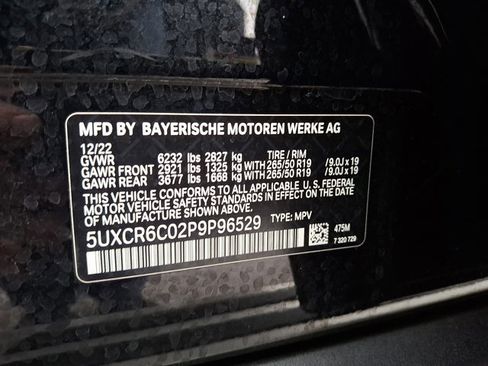 MFD BY BAYERISCHE MOTOREN WERKE AG
12/22 TIRE / RIM
GVWR 6232 lbs 2827 kg
GAWR FRONT 2921 lbs 1325 kg WITH 265/50 R19 /9.0J x 19
GAWR REAR 3677 lbs 1668 kg WITH 265/50 R19 /9.0J x 19
THIS VEHICLE CONFORMS TO ALL APPLICABLE U. S. FEDERAL
MOTOR VEHICLE SAFETY STANDARDS IN EFFECT ON THE DATE OF
MANUFACTURE SHOWN ABOVE.
5UXCR6C02P9P96529 TYPE: MPV
475M
7 320 729